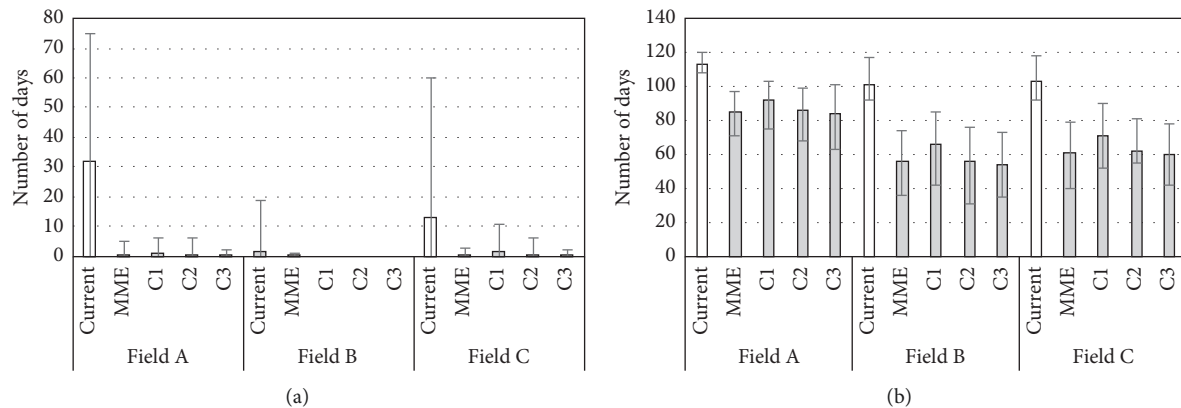 Number of days
80
70
60
50
40
30
20
10
0
Current
MME
C1
C2
C3
Current
MME
C1
C2
C3
Current
MME
C1
C2
C3
Field A
Field B
Field C
(a)
Number of days
140
120
100
80
60
40
20
0
Current
MME
C1
C2
C3
Current
MME
C1
C2
C3
Current
MME
C1
C2
C3
Field A
Field B
Field C
(b)